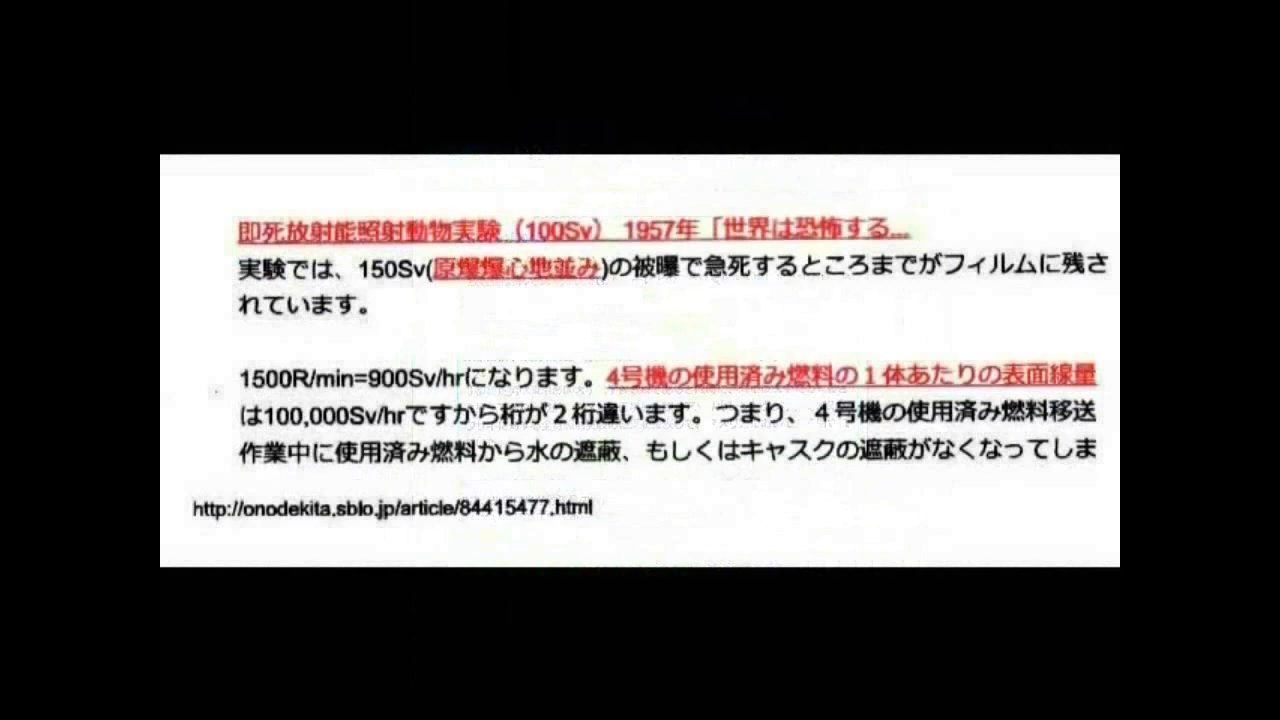 即死放射能照射動物実験（100Sv） 1957年「世界は恐怖する...
実験では、150Sv(原爆爆心地並み)の被曝で急死するところまでがフィルムに残さ
れています。
1500R/min=900Sv/hrになります。4号機の使用済み燃料の１体あたりの表面線量
は100,000Sv/hrですから桁が２桁違います。つまり、４号機の使用済み燃料移送
作業中に使用済み燃料から水の遮蔽、もしくはキャスクの遮蔽がなくなってしま
http://onodekita.sblo.jp/article/84415477.html